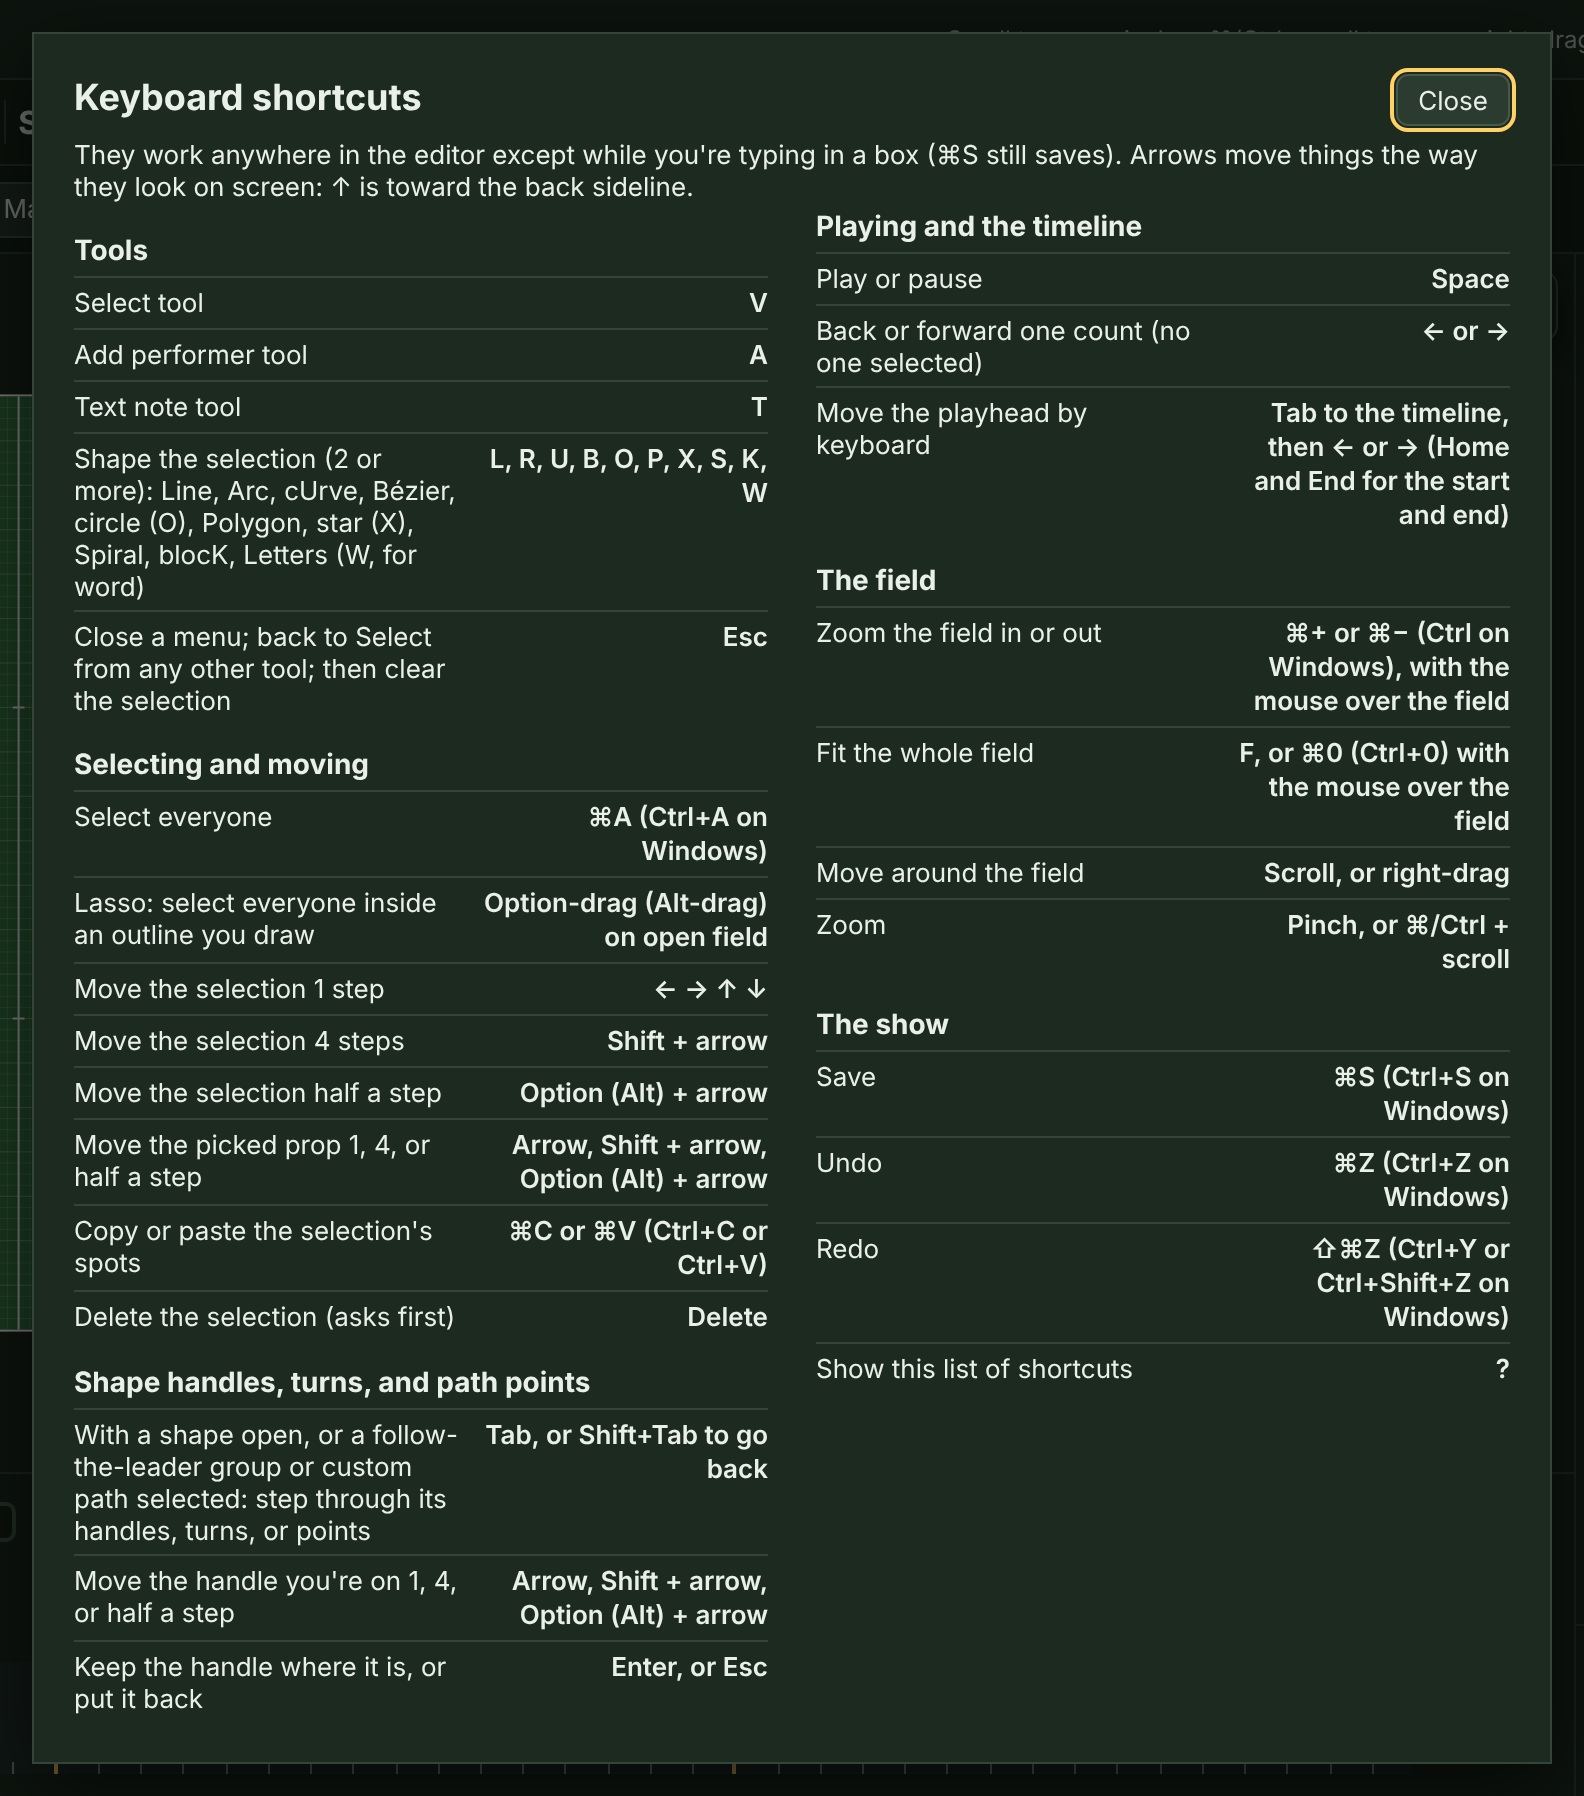 Keyboard shortcuts
Close
They work anywhere in the editor except while you're typing in a box (⌘S still saves). Arrows move things the way
they look on screen: ↑ is toward the back sideline.
Tools
Select tool V
Add performer tool A
Text note tool T
Shape the selection (2 or L, R, U, B, O, P, X, S, K,
more): Line, Arc, cUrve, Bézier, W
circle (O), Polygon, star (X),
Spiral, blocK, Letters (W, for
word)
Close a menu; back to Select Esc
from any other tool; then clear
the selection
Selecting and moving
Select everyone ⌘A (Ctrl+A on
Windows)
Lasso: select everyone inside Option-drag (Alt-drag)
an outline you draw on open field
Move the selection 1 step ← → ↑ ↓
Move the selection 4 steps Shift + arrow
Move the selection half a step Option (Alt) + arrow
Move the picked prop 1, 4, or Arrow, Shift + arrow,
half a step Option (Alt) + arrow
Copy or paste the selection's ⌘C or ⌘V (Ctrl+C or
spots Ctrl+V)
Delete the selection (asks first) Delete
Shape handles, turns, and path points
With a shape open, or a follow- Tab, or Shift+Tab to go
the-leader group or custom back
path selected: step through its
handles, turns, or points
Move the handle you're on 1, 4, Arrow, Shift + arrow,
or half a step Option (Alt) + arrow
Keep the handle where it is, or Enter, or Esc
put it back
Playing and the timeline
Play or pause Space
Back or forward one count (no ← or →
one selected)
Move the playhead by Tab to the timeline,
keyboard then ← or → (Home
and End for the start
and end)
The field
Zoom the field in or out ⌘+ or ⌘− (Ctrl on
Windows), with the
mouse over the field
Fit the whole field F, or ⌘0 (Ctrl+0) with
the mouse over the
field
Move around the field Scroll, or right-drag
Zoom Pinch, or ⌘/Ctrl +
scroll
The show
Save ⌘S (Ctrl+S on
Windows)
Undo ⌘Z (Ctrl+Z on
Windows)
Redo ⇧⌘Z (Ctrl+Y or
Ctrl+Shift+Z on
Windows)
Show this list of shortcuts ?